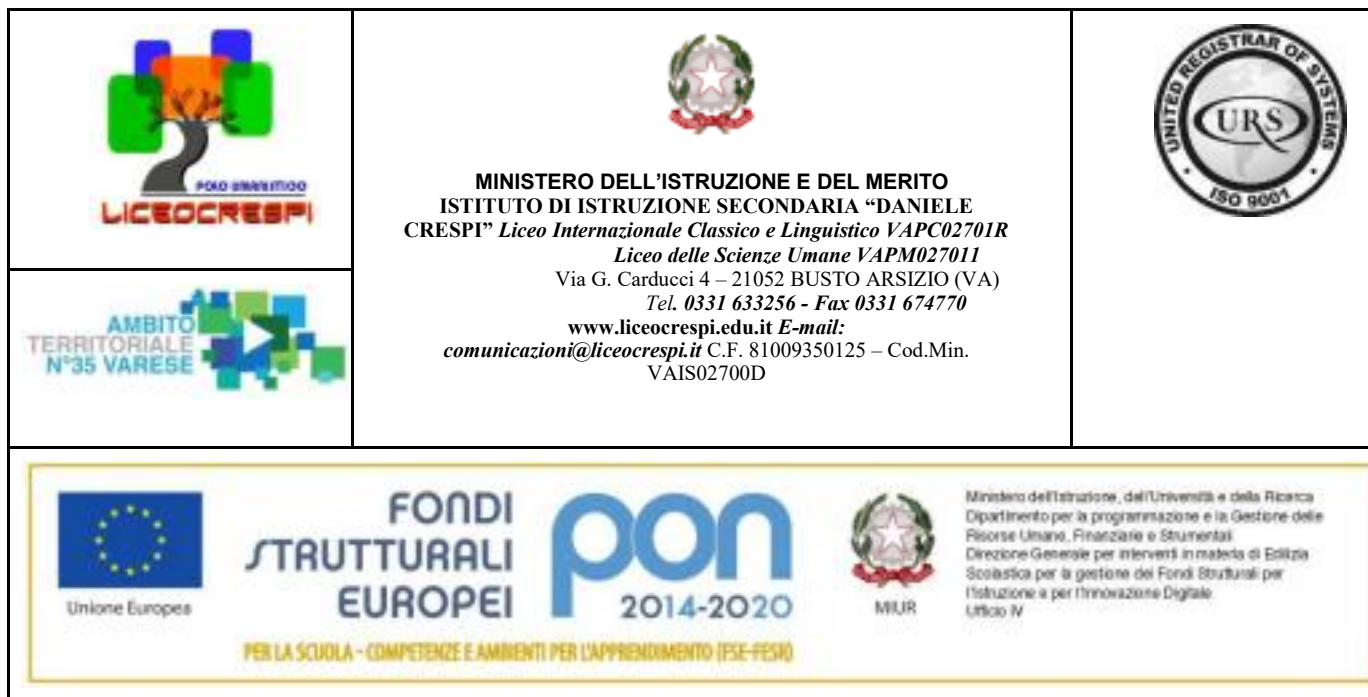 POLO UMANISTICO
LICEOCRESPI
AMBITO
TERRITORIALE
N°35 VARESE
MINISTERO DELL’ISTRUZIONE E DEL MERITO
ISTITUTO DI ISTRUZIONE SECONDARIA “DANIELE
CRESPI” Liceo Internazionale Classico e Linguistico VAPC02701R
Liceo delle Scienze Umane VAPM027011
Via G. Carducci 4 – 21052 BUSTO ARSIZIO (VA)
Tel. 0331 633256 - Fax 0331 674770
www.liceocrespi.edu.it E-mail:
comunicazioni@liceocrespi.it C.F. 81009350125 – Cod.Min.
VAIS02700D
UNITED REGISTRAR OF SYSTEMS
URS
ISO 9001
Unione Europea
FONDI
STRUTTURALI
EUROPEI
pon
2014-2020
PER LA SCUOLA - COMPETENZE E AMBIENTI PER L'APPRENDIMENTO (FSE-FESR)
MIUR
Ministero dell'Istruzione, dell'Università e della Ricerca
Dipartimento per la programmazione e la Gestione delle
Risorse Umane, Finanziarie e Strumentali
Direzione Generale per interventi in materia di Edilizia
Scolastica per la gestione dei Fondi Strutturali per
l'Istruzione e per l'Innovazione Digitale
Ufficio IV